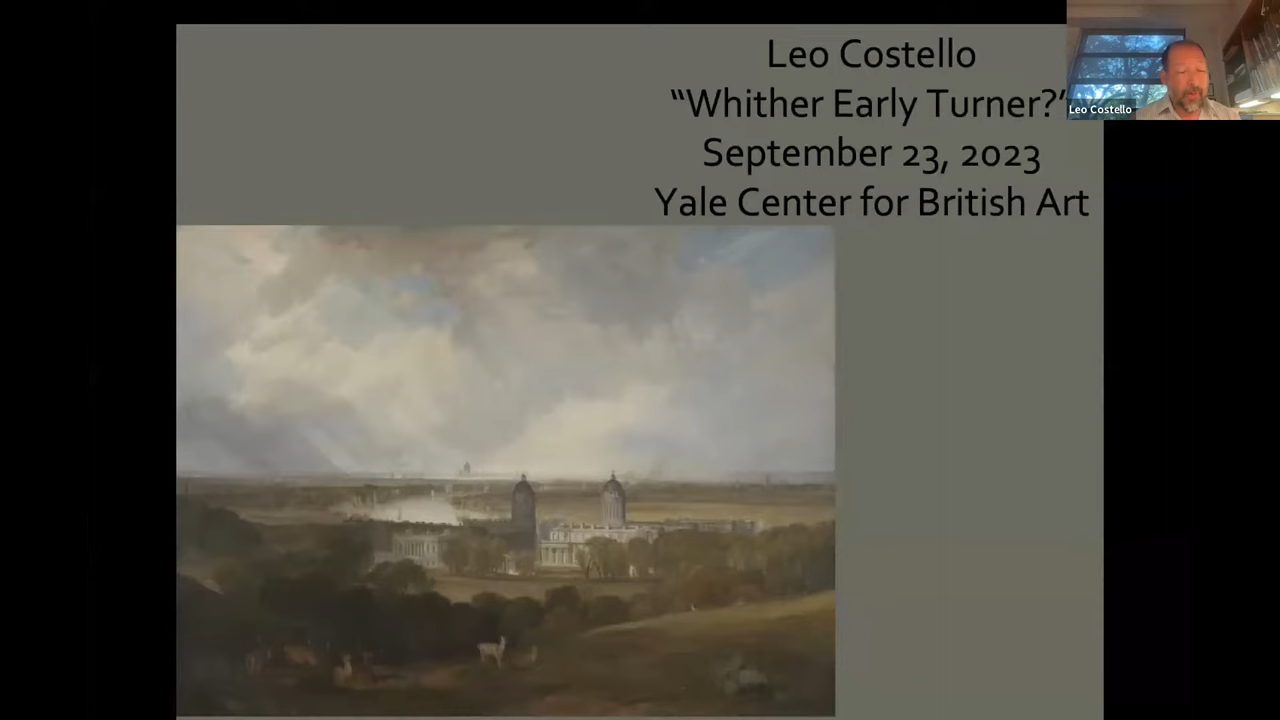 Leo Costello
“Whither Early Turner?”
September 23, 2023
Yale Center for British Art
Leo Costello